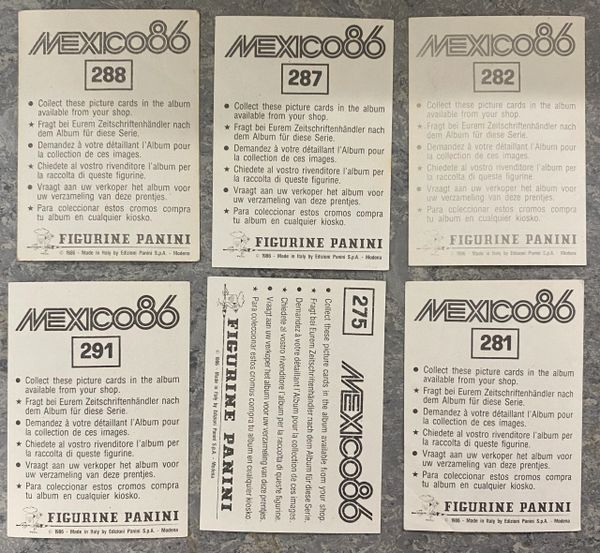 MEXICO86
288
● Collect these picture cards in the album
available from your shop.
★ Fragt bei Eurem Zeitschriftenhändler nach
dem Album für diese Serie.
● Demandez à votre détaillant l'Album pour
la collection de ces images.
★ Chiedete al vostro rivenditore l'album per
la raccolta di queste figurine.
● Vraagt aan uw verkoper het album voor
uw verzameling van deze prentjes.
★ Para coleccionar estos cromos compra
tu album en cualquier kiosko.
FIGURINE PANINI
© 1986 - Made in Italy by Edizioni Panini S.p.A. - Modena
MEXICO86
287
● Collect these picture cards in the album
available from your shop.
★ Fragt bei Eurem Zeitschriftenhändler nach
dem Album für diese Serie.
● Demandez à votre détaillant l'Album pour
la collection de ces images.
★ Chiedete al vostro rivenditore l'album per
la raccolta di queste figurine.
● Vraagt aan uw verkoper het album voor
uw verzameling van deze prentjes.
★ Para coleccionar estos cromos compra
tu album en cualquier kiosko.
FIGURINE PANINI
© 1986 - Made in Italy by Edizioni Panini S.p.A. - Modena
MEXICO86
282
● Collect these picture cards in the album
available from your shop.
★ Fragt bei Eurem Zeitschriftenhändler nach
dem Album für diese Serie.
● Demandez à votre détaillant l'Album pour
la collection de ces images.
★ Chiedete al vostro rivenditore l'album per
la raccolta di queste figurine.
● Vraagt aan uw verkoper het album voor
uw verzameling van deze prentjes.
★ Para coleccionar estos cromos compra
tu album en cualquier kiosko.
FIGURINE PANINI
© 1986 - Made in Italy by Edizioni Panini S.p.A. - Modena
MEXICO86
291
● Collect these picture cards in the album
available from your shop.
★ Fragt bei Eurem Zeitschriftenhändler nach
dem Album für diese Serie.
● Demandez à votre détaillant l'Album pour
la collection de ces images.
★ Chiedete al vostro rivenditore l'album per
la raccolta di queste figurine.
● Vraagt aan uw verkoper het album voor
uw verzameling van deze prentjes.
★ Para coleccionar estos cromos compra
tu album en cualquier kiosko.
FIGURINE PANINI
© 1986 - Made in Italy by Edizioni Panini S.p.A. - Modena
275
MEXICO86
● Collect these picture cards in the album available from your shop.
★ Fragt bei Eurem Zeitschriftenhändler nach dem Album für diese Serie.
● Demandez à votre détaillant l'Album pour la collection de ces images.
★ Chiedete al vostro rivenditore l'album per la raccolta di queste figurine.
● Vraagt aan uw verkoper het album voor uw verzameling van deze prentjes.
★ Para coleccionar estos cromos compra tu album en cualquier kiosko
FIGURINE PANINI
© 1986 - Made in Italy by Edizioni Panini S.p.A. - Modena
MEXICO86
281
● Collect these picture cards in the album
available from your shop.
★ Fragt bei Eurem Zeitschriftenhändler nach
dem Album für diese Serie.
● Demandez à votre détaillant l'Album pour
la collection de ces images.
★ Chiedete al vostro rivenditore l'album per
la raccolta di queste figurine.
● Vraagt aan uw verkoper het album voor
uw verzameling van deze prentjes.
★ Para coleccionar estos cromos compra
tu album en cualquier kiosko.
FIGURINE PANINI
© 1986 - Made in Italy by Edizioni Panini S.p.A. - Modena